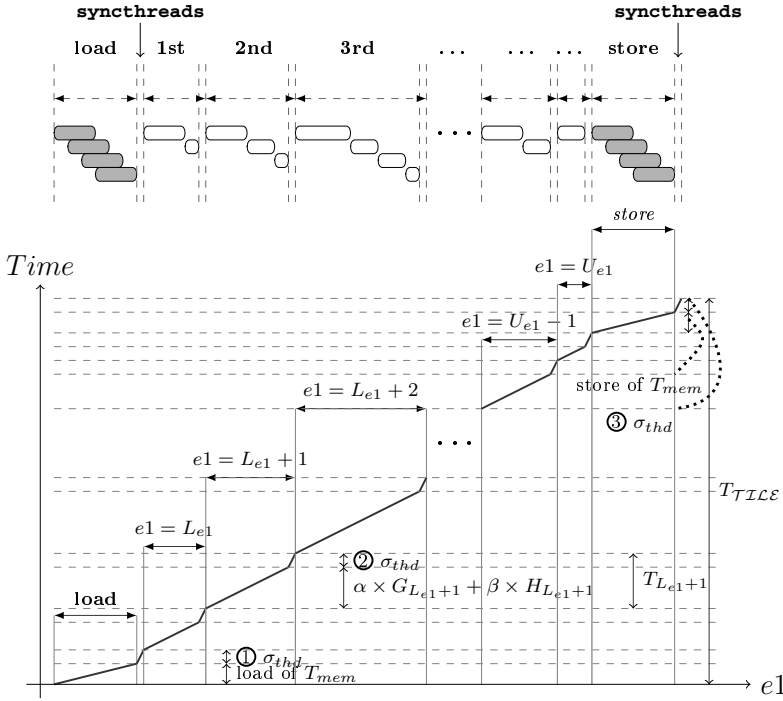 syncthreads syncthreads
load 1st 2nd 3rd ... ... ... store
...
store
Time
e1 = U_{e1}
e1 = U_{e1} − 1
store of T_{mem}
e1 = L_{e1} + 2
③ σ_{thd}
...
e1 = L_{e1} + 1
T_{TILE}
e1 = L_{e1}
② σ_{thd}
α × G_{L_{e1}+1} + β × H_{L_{e1}+1} T_{L_{e1}+1}
load
① σ_{thd}
load of T_{mem}
e1